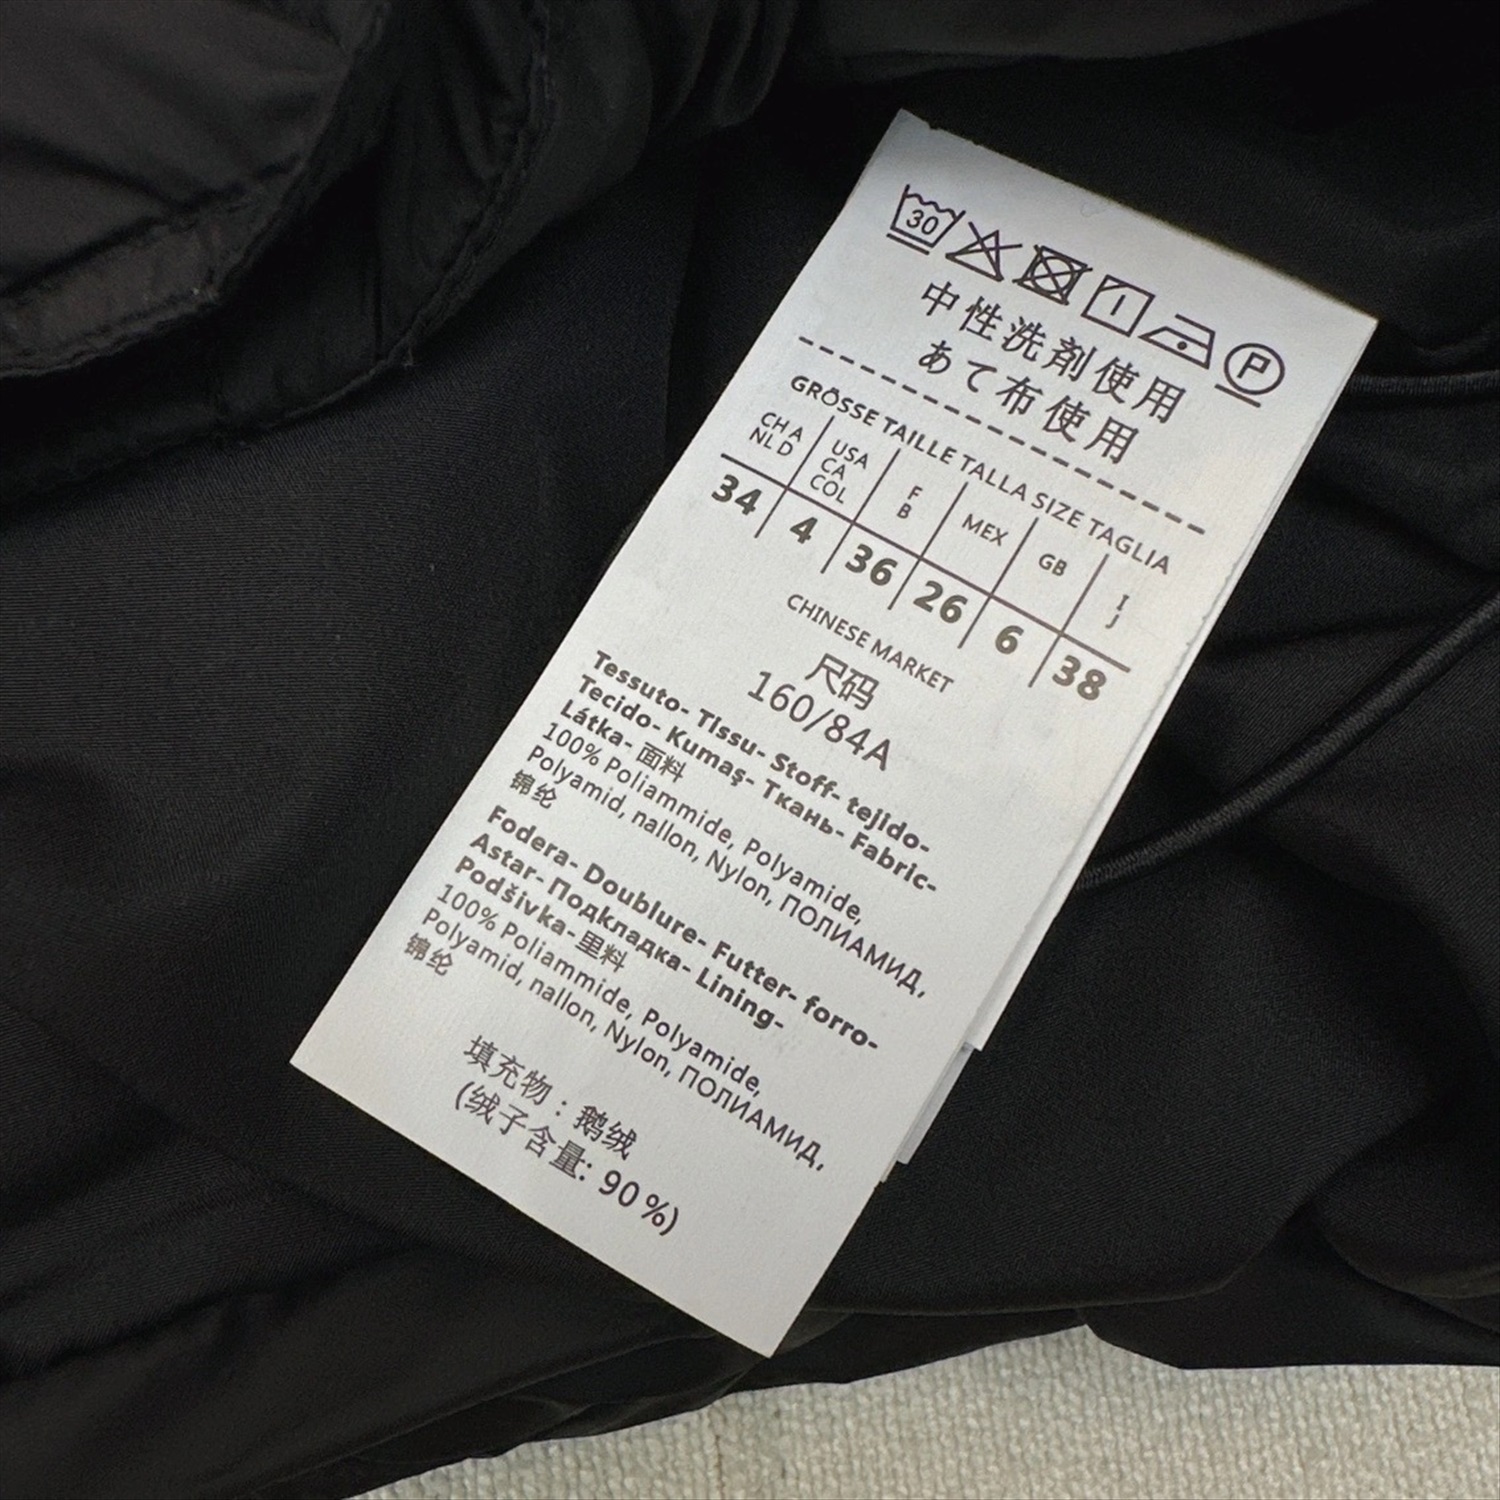 30
P
中性洗剤使用
あて布使用
GRÖSSE TAILLE TALLA SIZE TAGLIA
CH A NL D
USA CA COL
F B
MEX
GB
I J
34 4 36 26 6 38
CHINESE MARKET
尺码
160/84A
Tessuto- Tissu- Stoff- tejido-
Tecido- Kumaş- Ткань- Fabric-
Látka- 面料
100% Poliammide, Polyamide,
Polyamid, nallon, Nylon, ПОЛИАМИД,
锦纶
Fodera- Doublure- Futter- forro-
Astar- Подкладка- Lining-
Podšívka-里料
100% Poliammide, Polyamide,
Polyamid, nallon, Nylon, ПОЛИАМИД,
锦纶
填充物：鹅绒
(绒子含量: 90%)